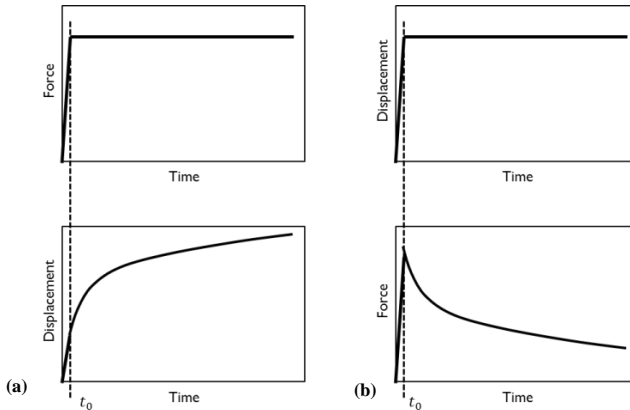 Force
Time
Displacement
Time
Displacement
Time
(a)
t₀
Force
Time
(b)
t₀